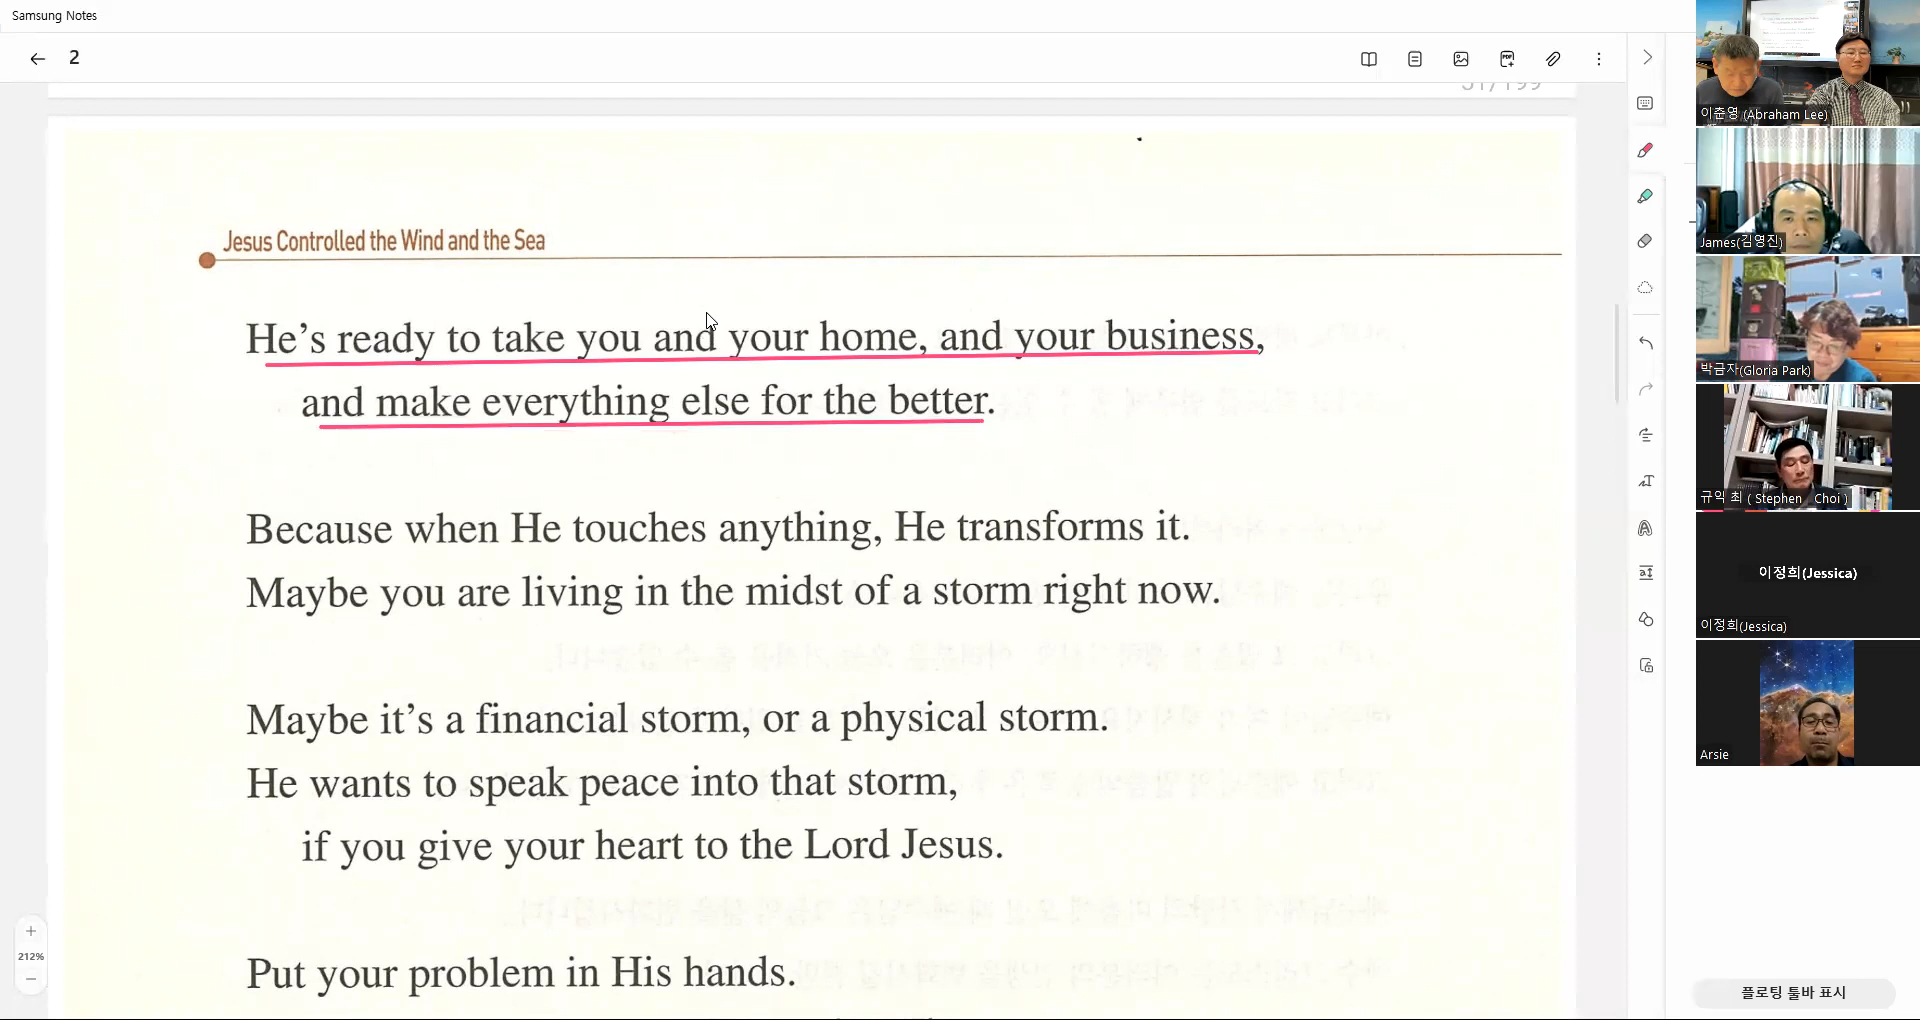 Samsung Notes
2
51/199
Jesus Controlled the Wind and the Sea
He's ready to take you and your home, and your business,
and make everything else for the better.
Because when He touches anything, He transforms it.
Maybe you are living in the midst of a storm right now.
Maybe it's a financial storm, or a physical storm.
He wants to speak peace into that storm,
if you give your heart to the Lord Jesus.
Put your problem in His hands.
212%
이춘영 (Abraham Lee)
James(김영진)
박금자(Gloria Park)
규익 최 ( Stephen Choi )
이정희(Jessica)
이정희(Jessica)
Arsie
플로팅 툴바 표시